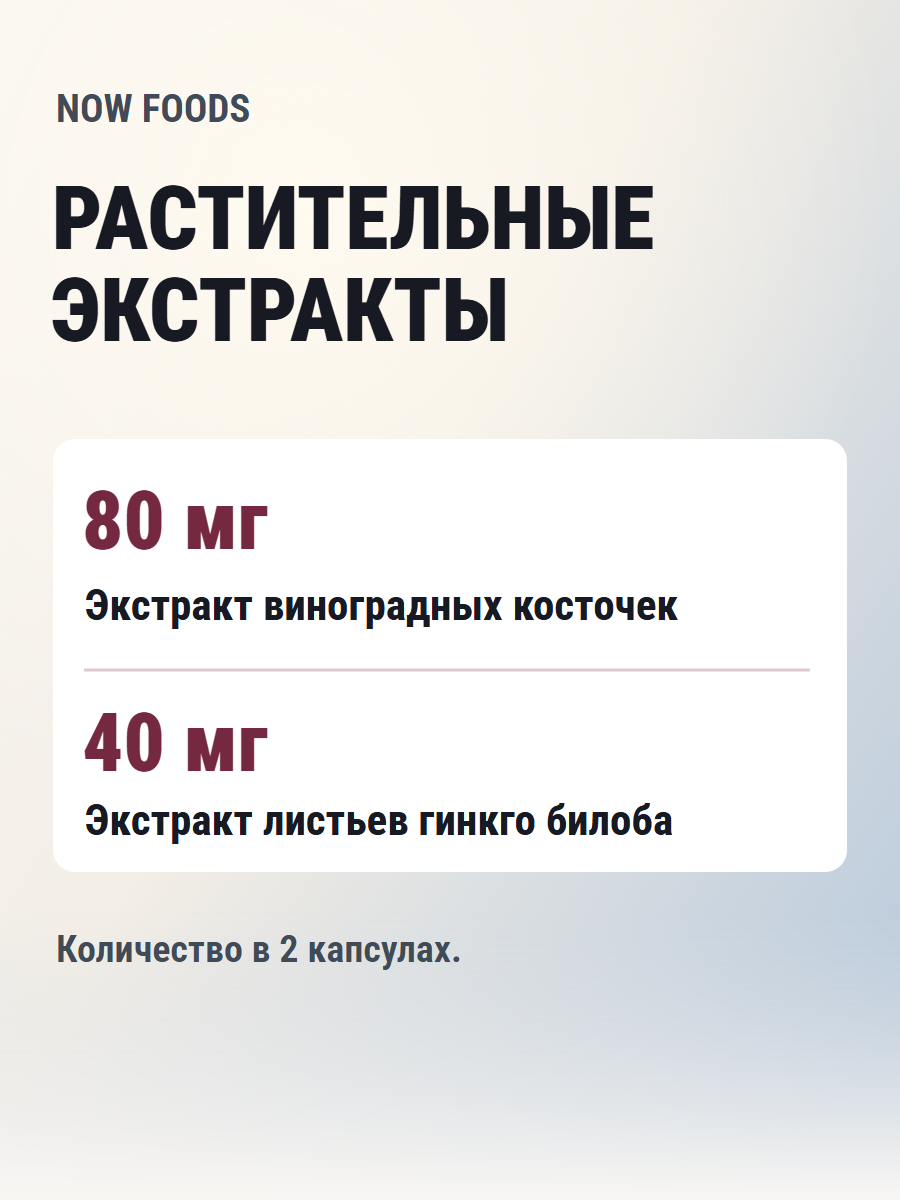 NOW FOODS
РАСТИТЕЛЬНЫЕ
ЭКСТРАКТЫ
80 мг
Экстракт виноградных косточек
40 мг
Экстракт листьев гинкго билоба
Количество в 2 капсулах.